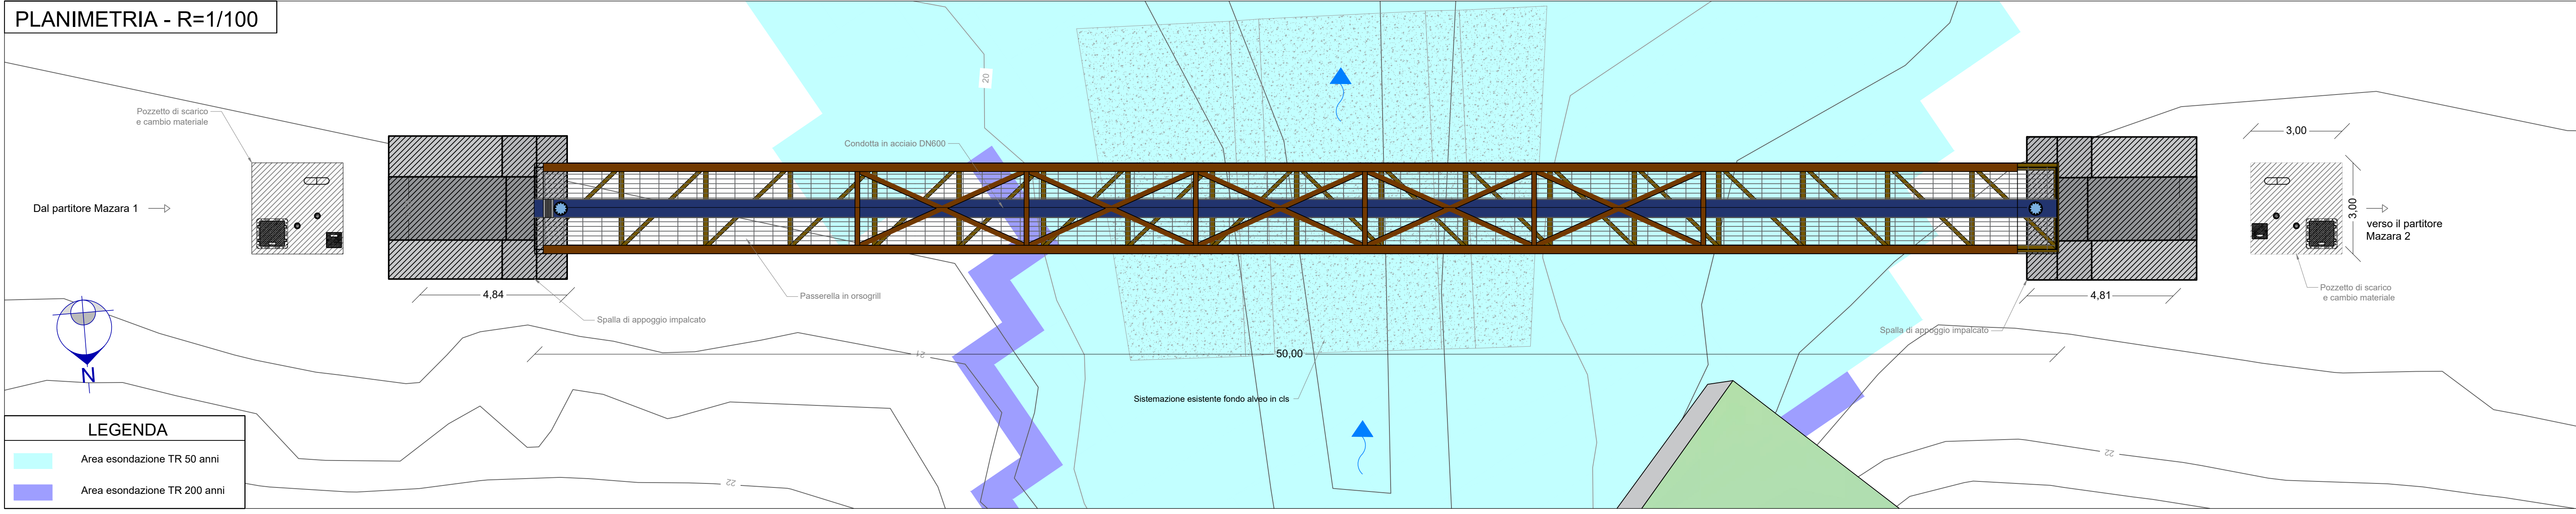 PLANIMETRIA - R=1/100
20
Pozzetto di scarico
e cambio materiale
Condotta in acciaio DN600
3,00
Dal partitore Mazara 1
3,00
verso il partitore
Mazara 2
4,84
Passerella in orsogrill
4,81
Pozzetto di scarico
e cambio materiale
Spalla di appoggio impalcato
Spalla di appoggio impalcato
21
50,00
N
Sistemazione esistente fondo alveo in cls
LEGENDA
Area esondazione TR 50 anni
Area esondazione TR 200 anni
22
22